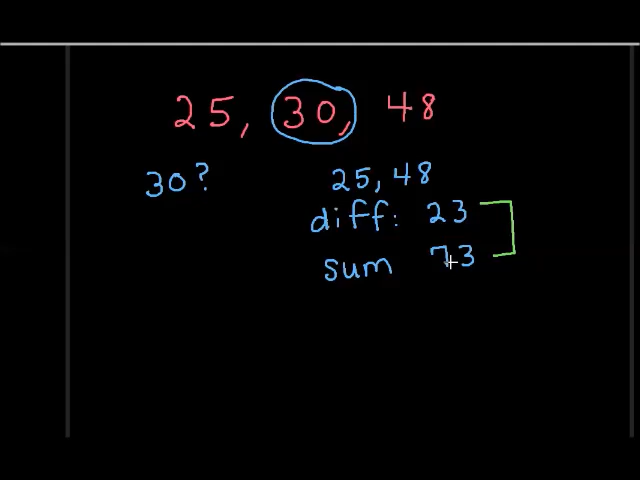 25, 30, 48
30?
25, 48
diff: 23
sum 73